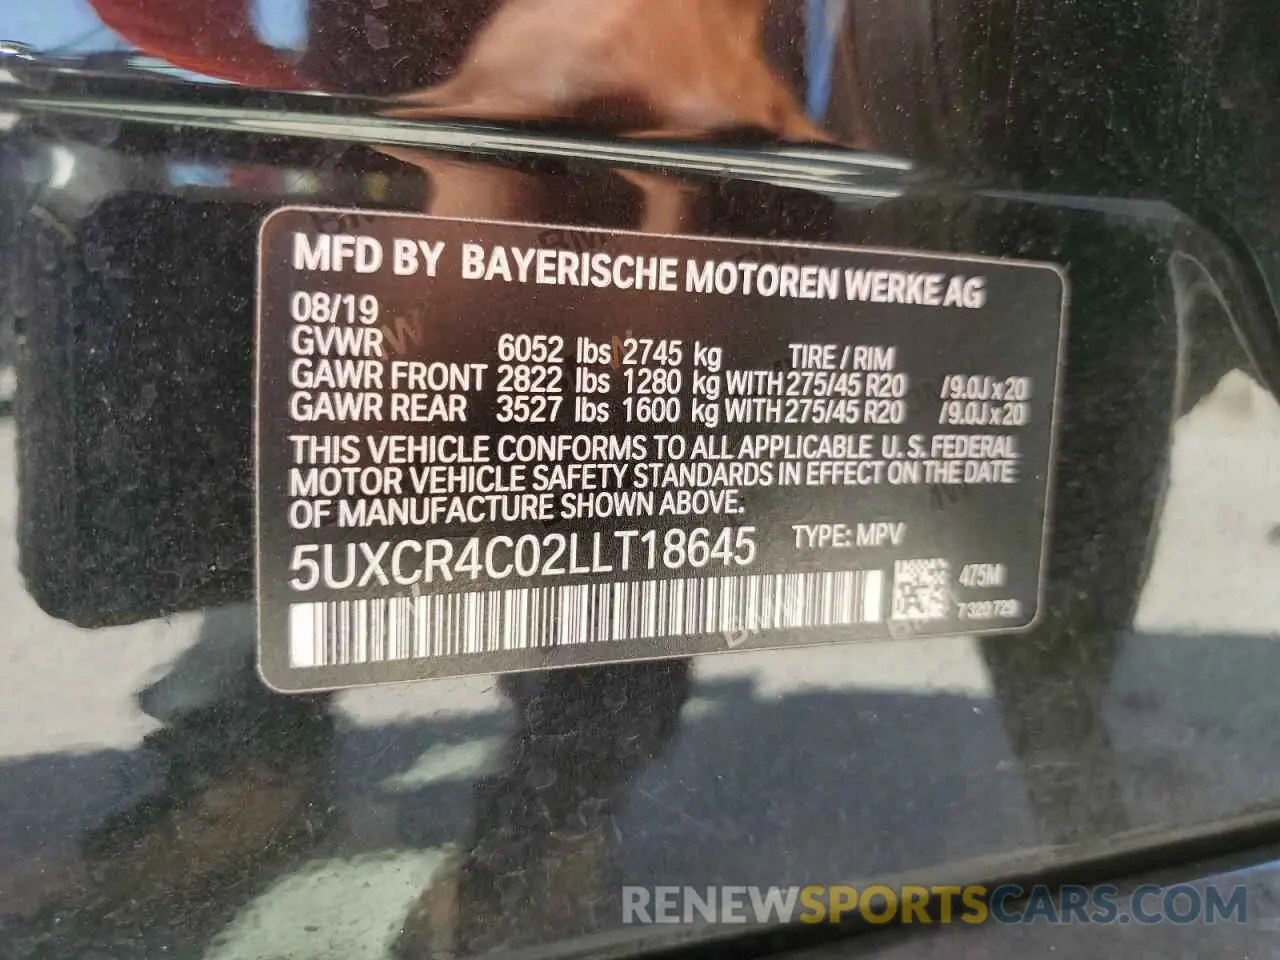 MFD BY BAYERISCHE MOTOREN WERKE AG
08/19
GVWR 6052 lbs 2745 kg TIRE / RIM
GAWR FRONT 2822 lbs 1280 kg WITH 275/45 R20 /9.0J x 20
GAWR REAR 3527 lbs 1600 kg WITH 275/45 R20 /9.0J x 20
THIS VEHICLE CONFORMS TO ALL APPLICABLE U.S. FEDERAL
MOTOR VEHICLE SAFETY STANDARDS IN EFFECT ON THE DATE
OF MANUFACTURE SHOWN ABOVE.
5UXCR4C02LLT18645 TYPE: MPV
475M
7 320 729
RENEWSPORTSCARS.COM